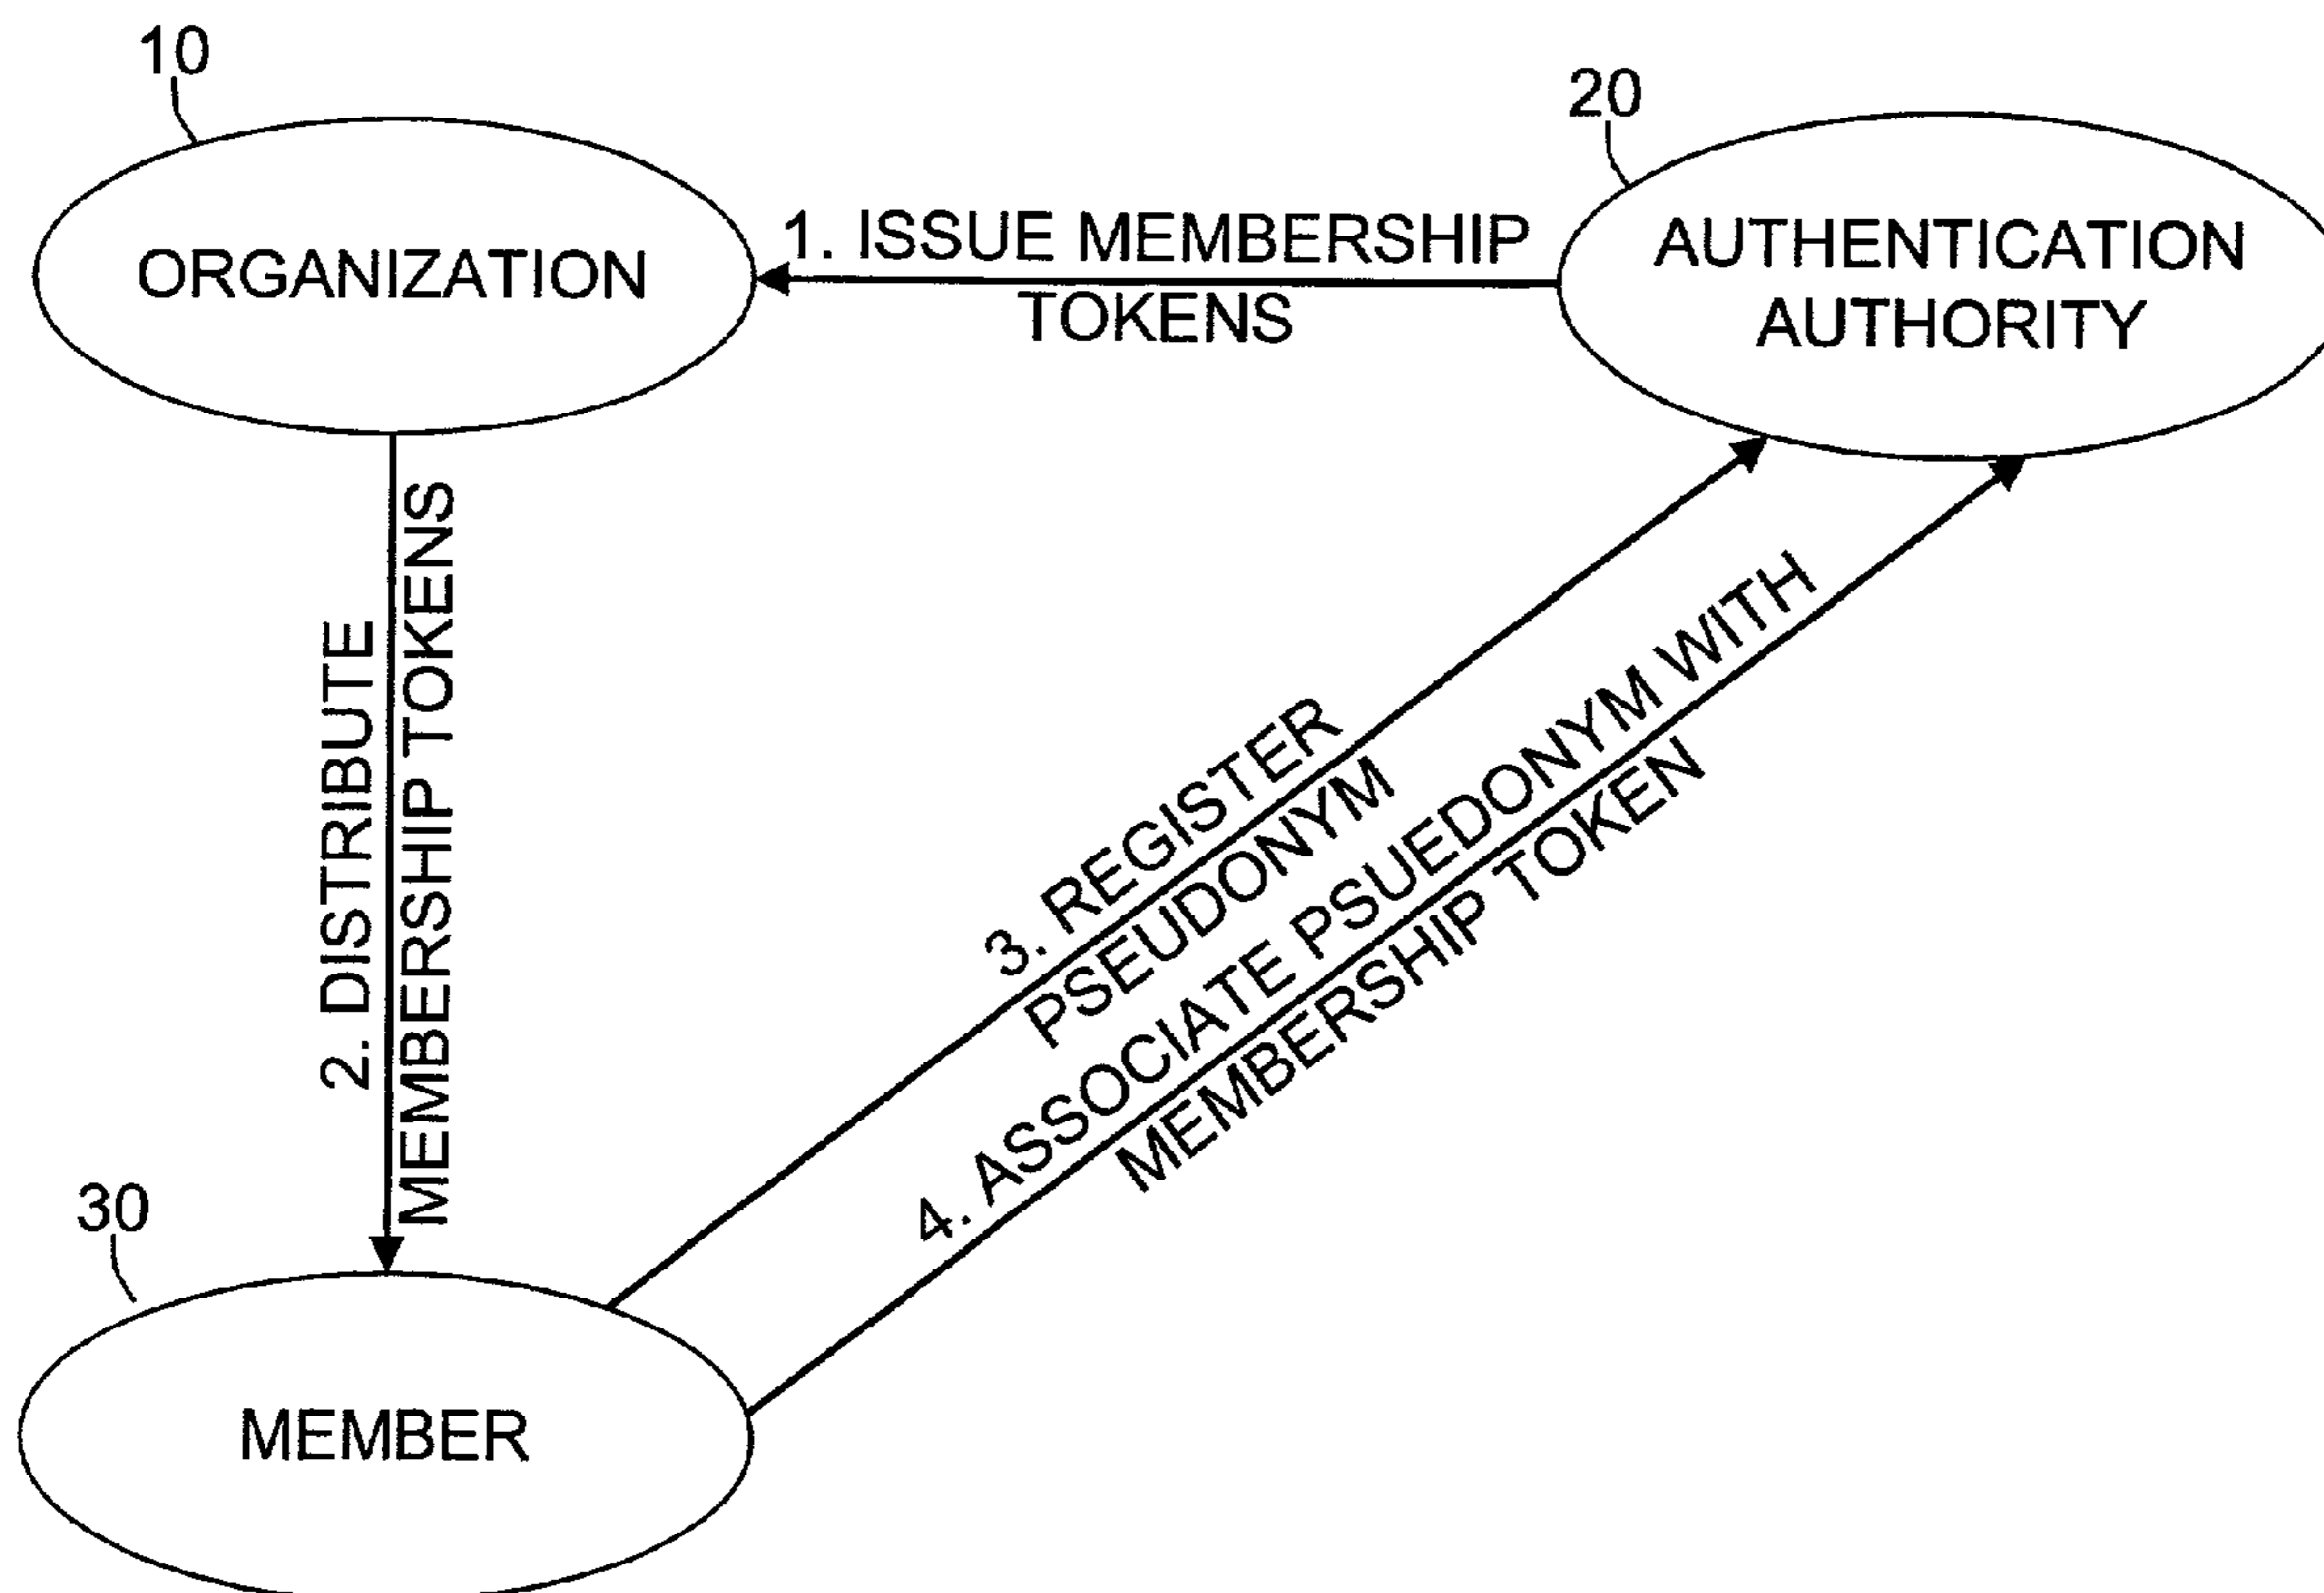 10
20
ORGANIZATION
1. ISSUE MEMBERSHIP
TOKENS
AUTHENTICATION
AUTHORITY
2. DISTRIBUTE
MEMBERSHIP TOKENS
3. REGISTER
PSEUDONYM
4. ASSOCIATE PSUEDONYM WITH
MEMBERSHIP TOKEN
30
MEMBER